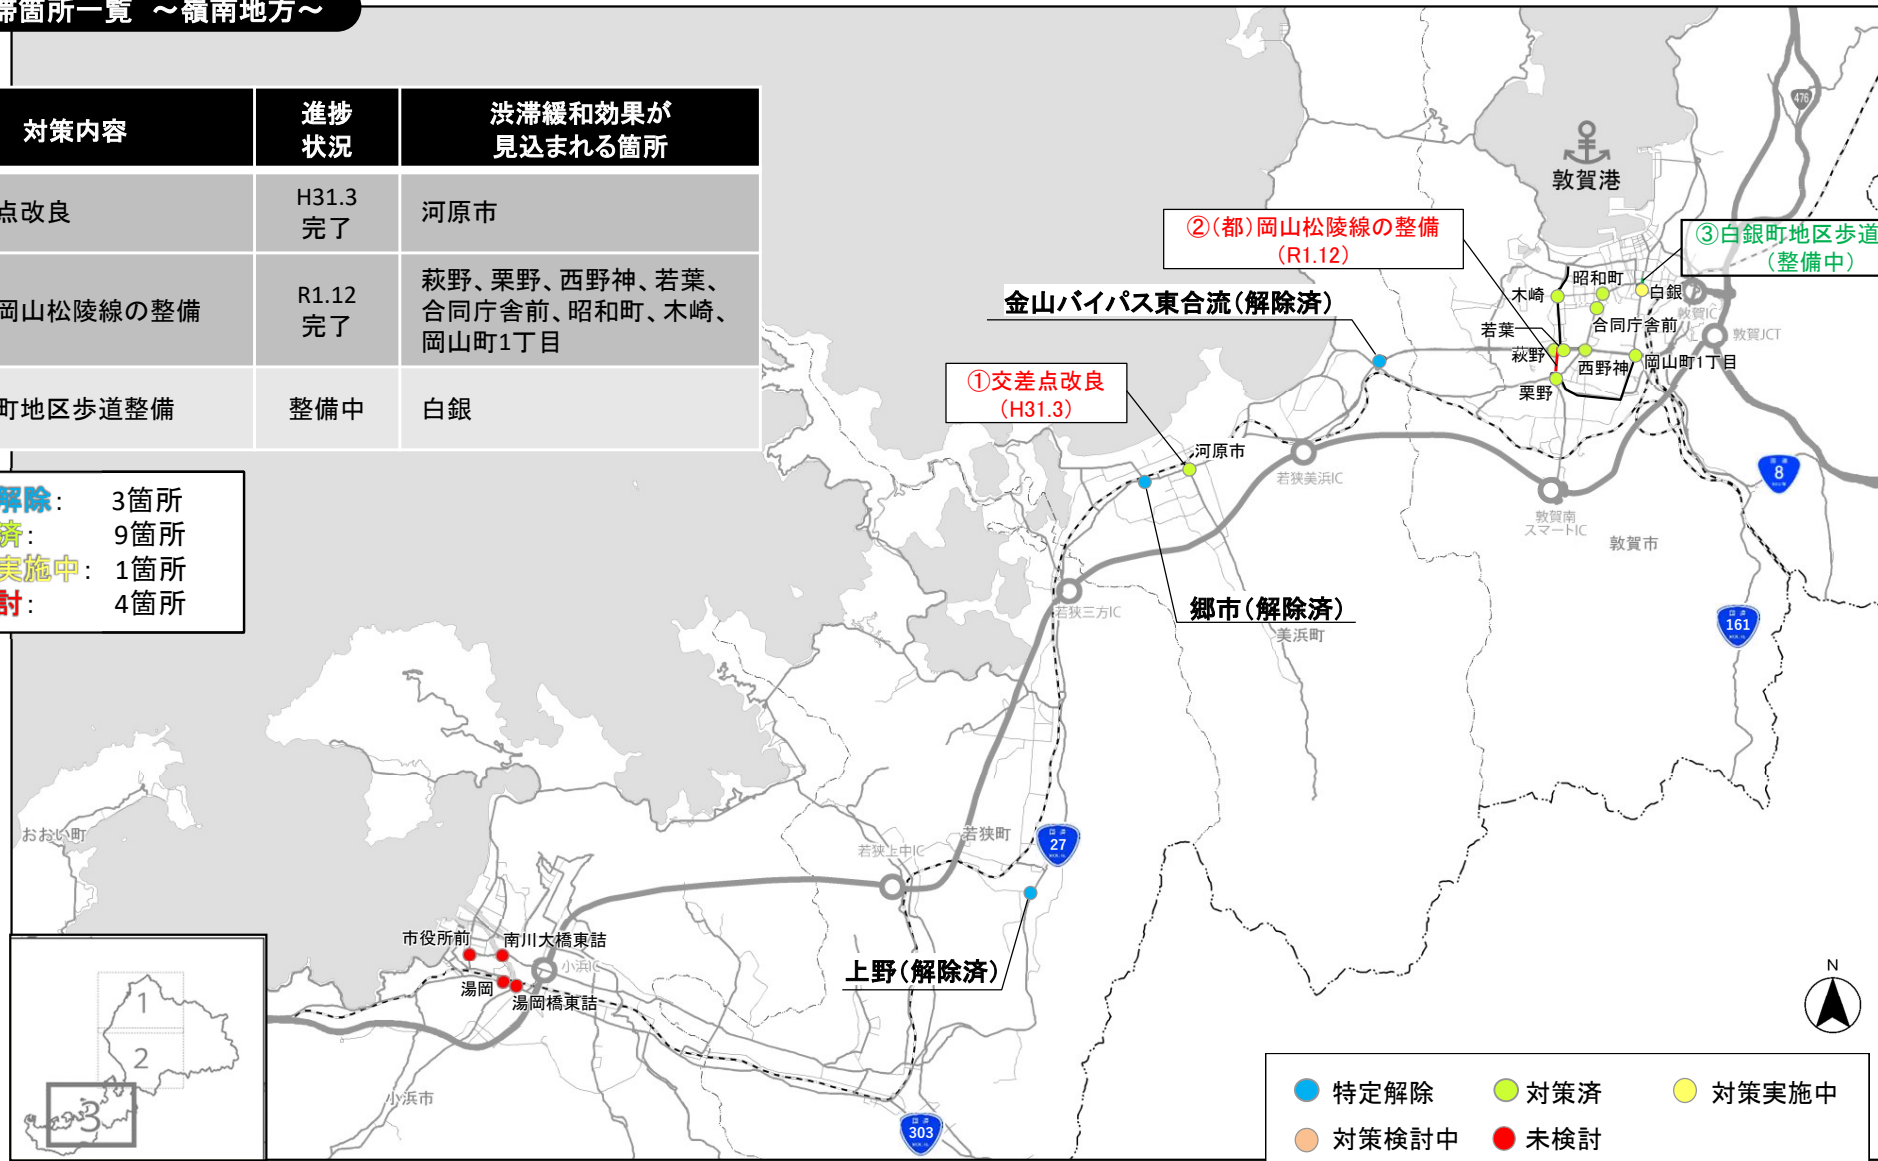 滞箇所一覧 ～嶺南地方～
対策内容
進捗
状況
渋滞緩和効果が
見込まれる箇所
点改良
H31.3
完了
河原市
岡山松陵線の整備
R1.12
完了
萩野、栗野、西野神、若葉、
合同庁舎前、昭和町、木崎、
岡山町1丁目
町地区歩道整備
整備中
白銀
解除： 3箇所
済： 9箇所
実施中： 1箇所
討： 4箇所
476
敦賀港
②(都)岡山松陵線の整備
(R1.12)
③白銀町地区歩道
(整備中)
金山バイパス東合流(解除済)
昭和町
木崎
白銀
敦賀IC
合同庁舎前
若葉
敦賀JCT
萩野
西野神
岡山町1丁目
栗野
①交差点改良
(H31.3)
河原市
若狭美浜IC
国道
8
敦賀南
スマートIC
敦賀市
若狭三方IC
郷市(解除済)
美浜町
国道
161
おおい町
若狭町
若狭上中IC
国道
27
市役所前
南川大橋東詰
小浜IC
湯岡
湯岡橋東詰
上野(解除済)
小浜市
国道
303
1
2
3
N
特定解除
対策済
対策実施中
対策検討中
未検討